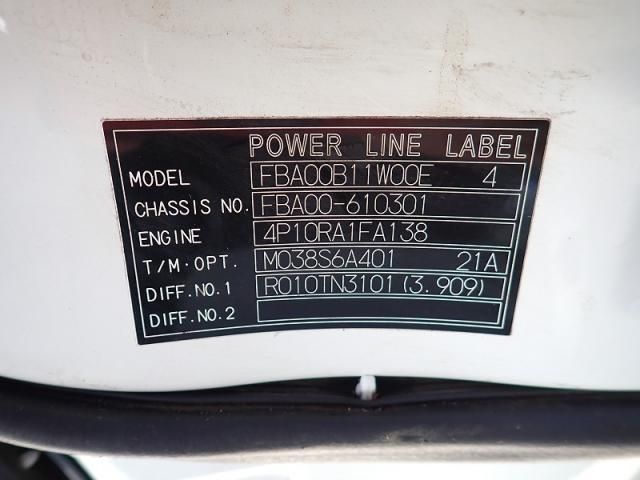 POWER LINE LABEL
MODEL FBA00B11W00E 4
CHASSIS NO. FBA00-610301
ENGINE 4P10RA1FA138
T/M·OPT. M038S6A401 21A
DIFF.NO.1 R010TN3101(3.909)
DIFF.NO.2